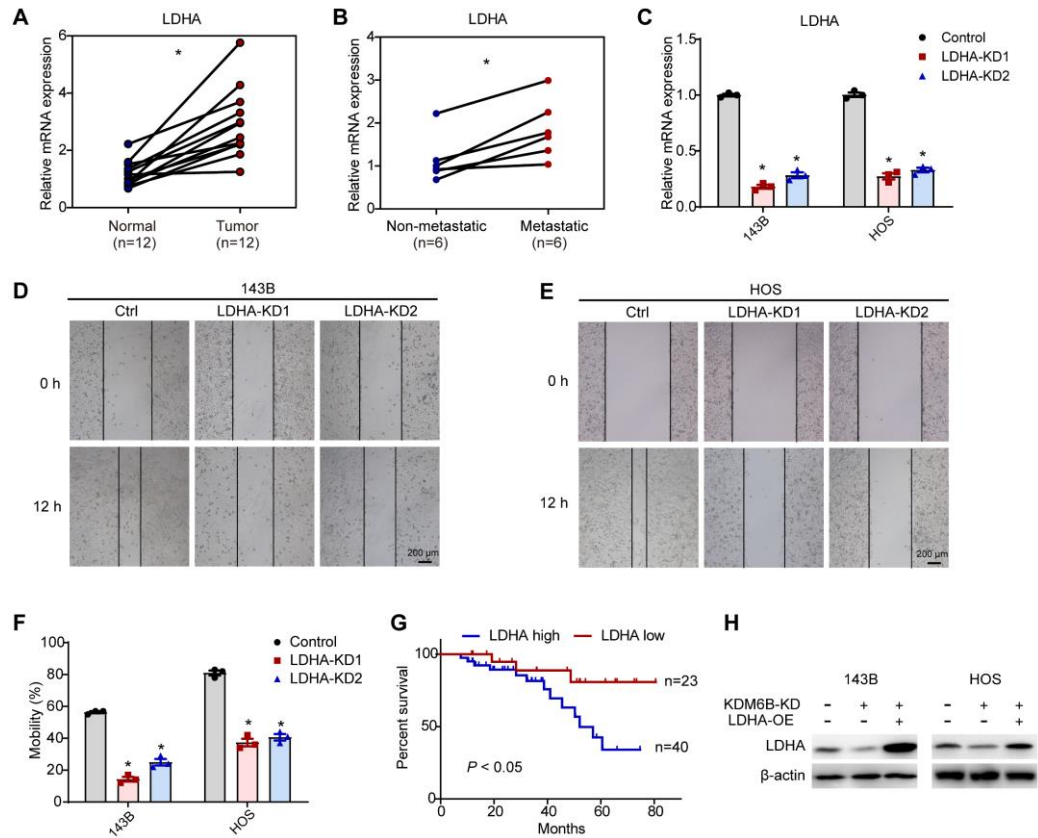 A
LDHA
Relative mRNA expression
6
4
2
0
*
Normal
(n=12)
Tumor
(n=12)
B
LDHA
Relative mRNA expression
4
3
2
1
0
*
Non-metastatic
(n=6)
Metastatic
(n=6)
C
LDHA
Relative mRNA expression
1.5
1.0
0.5
0.0
Control
LDHA-KD1
LDHA-KD2
* *
* *
143B
HOS
D
143B
Ctrl LDHA-KD1 LDHA-KD2
0 h
12 h
200 µm
E
HOS
Ctrl LDHA-KD1 LDHA-KD2
0 h
12 h
200 µm
F
Mobility (%)
100
80
60
40
20
0
Control
LDHA-KD1
LDHA-KD2
* *
* *
143B
HOS
G
LDHA high LDHA low
Percent survival
100
50
0
n=23
n=40
P < 0.05
0 20 40 60 80
Months
H
143B HOS
KDM6B-KD - + + - + +
LDHA-OE - - + - - +
LDHA
β-actin